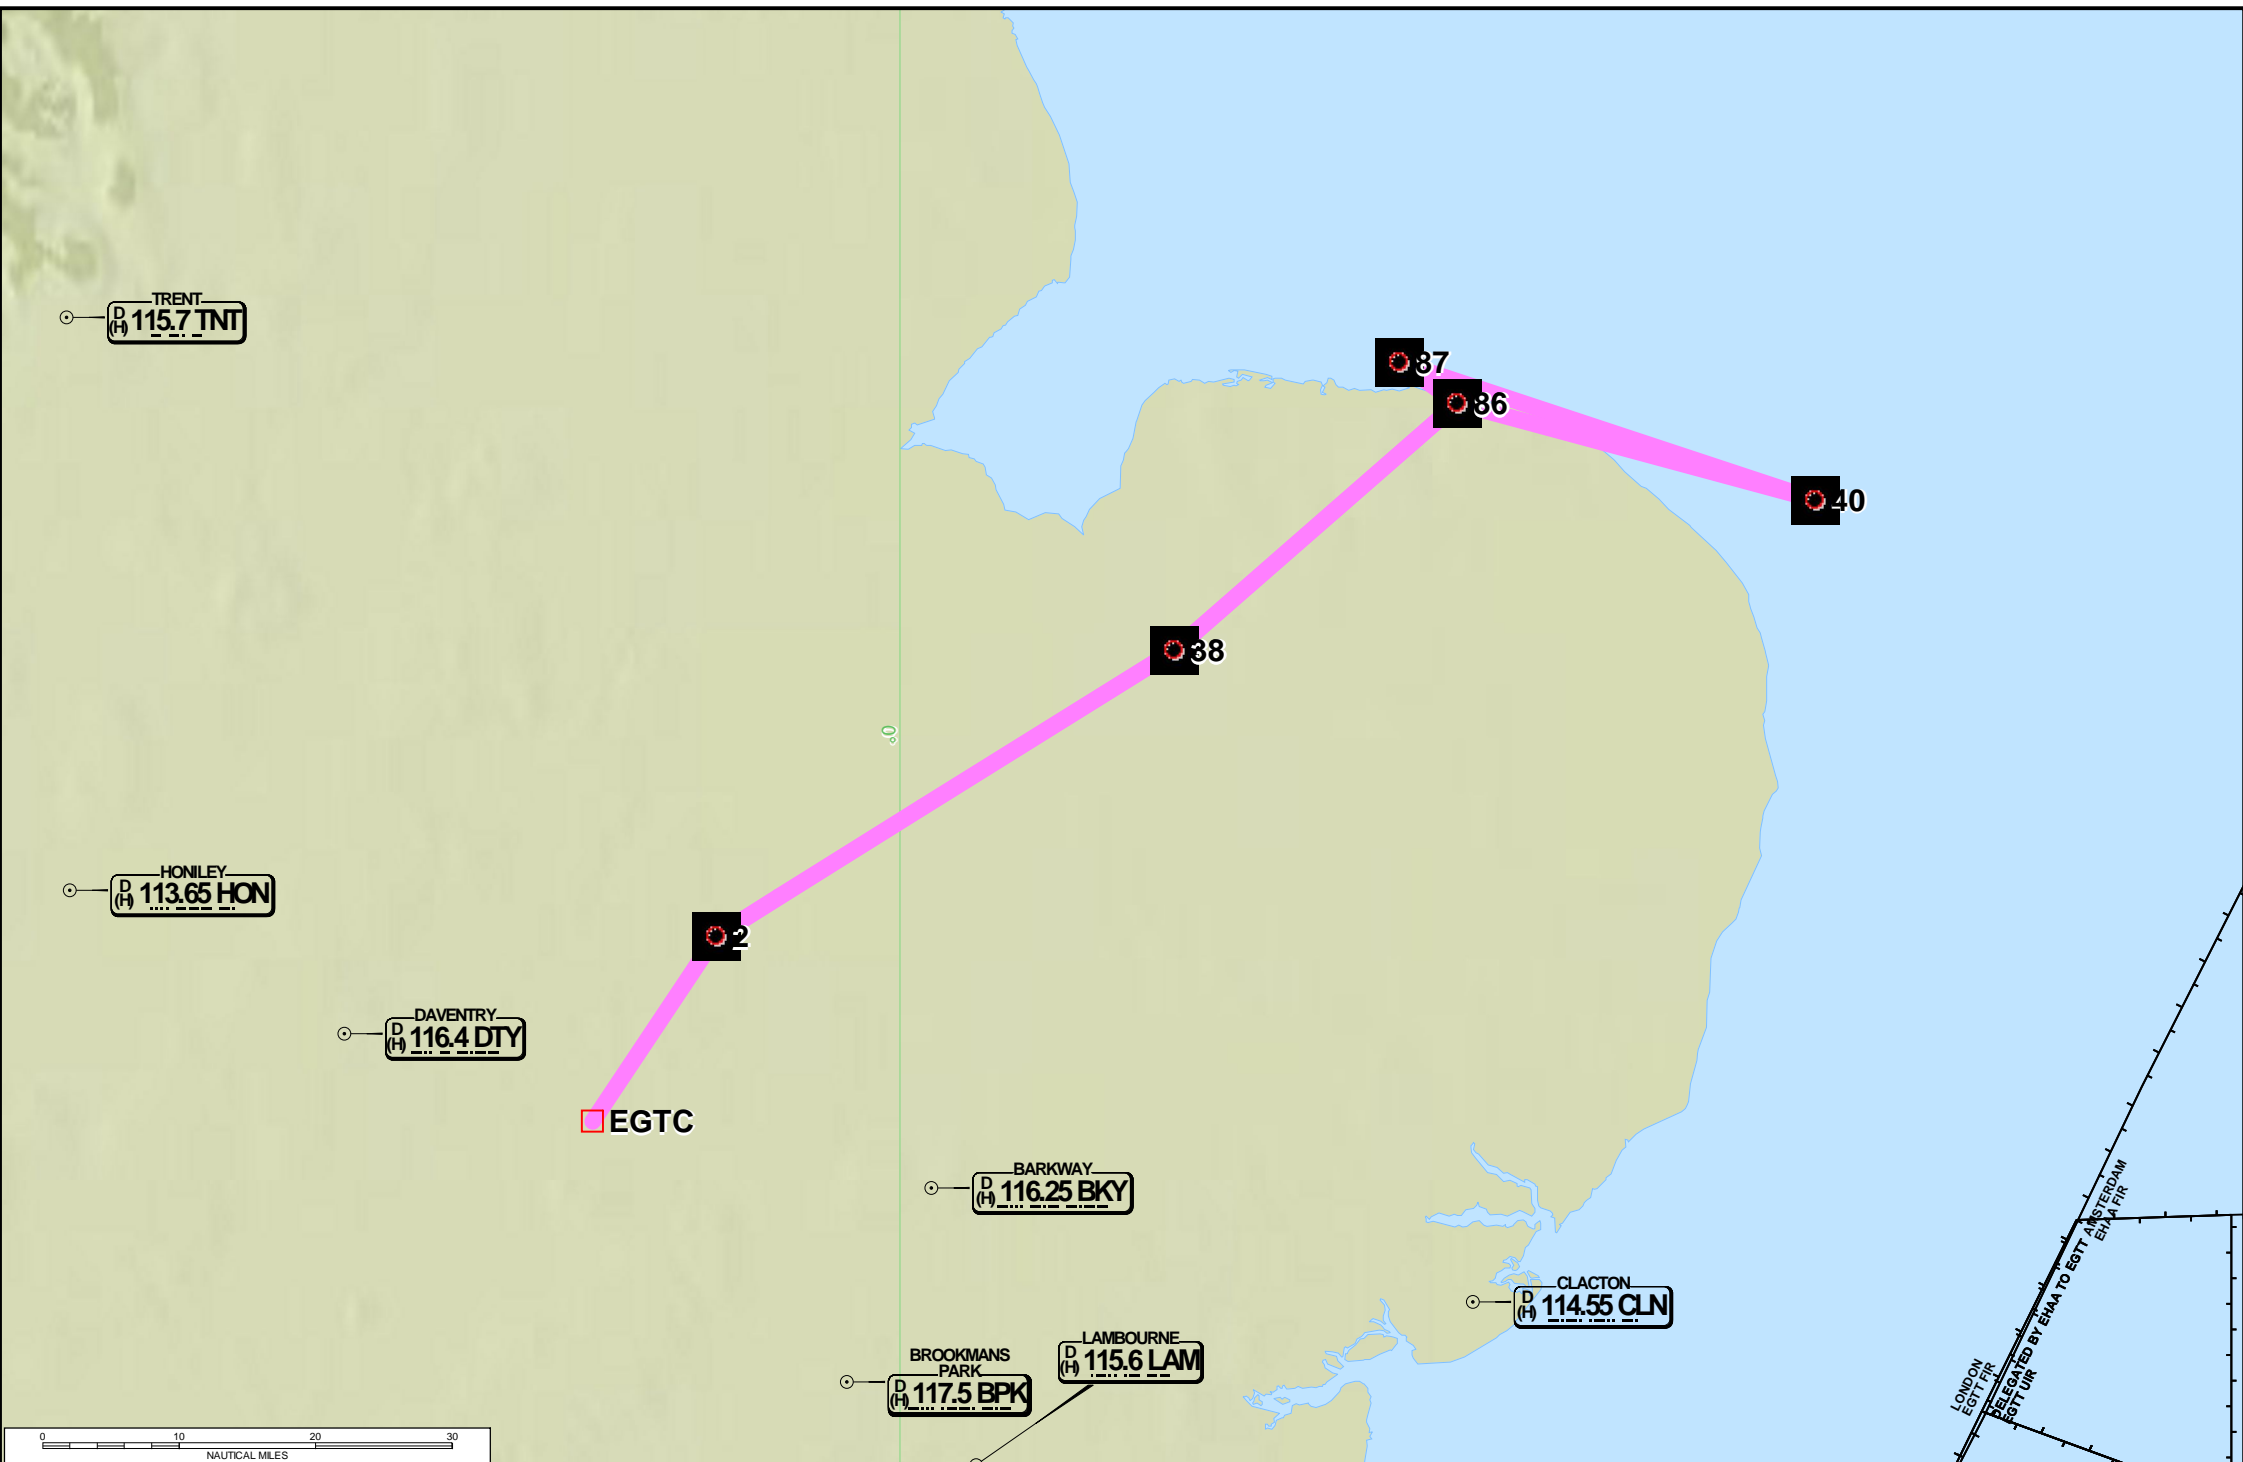 TRENT
D
(H) 115.7 TNT
87
86
40
38
0°
HONILEY
D
(H) 113.65 HON
2
DAVENTRY
D
(H) 116.4 DTY
EGTC
BARKWAY
D
(H) 116.25 BKY
AMSTERDAM
EHAA FIR
CLACTON
D
(H) 114.55 CLN
LAMBOURNE
D
(H) 115.6 LAM
BROOKMANS
PARK
D
(H) 117.5 BPK
LONDON
EGTT FIR
DELEGATED BY EHAA TO EGTT
EGTT UIR
0 10 20 30
NAUTICAL MILES